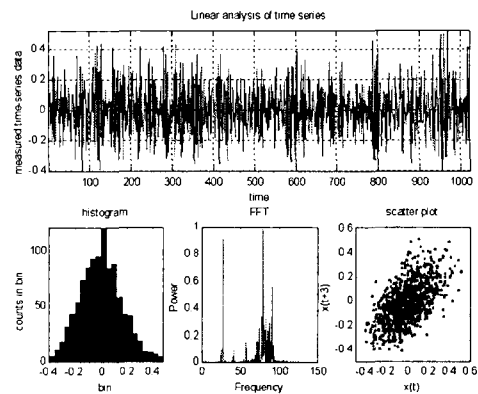 Linear analysis of time series
measured time-series data
0.4
0.2
0
-0.2
-0.4
100 200 300 400 500 600 700 800 900 1000
time
histogram
FFT
scatter plot
counts in bin
100
50
0
-0.4 -0.2 0 0.2 0.4
bin
Power
1
0.8
0.6
0.4
0.2
0
0 50 100 150
Frequency
x(t+3)
0.6
0.4
0.2
0
-0.2
-0.4
-0.4 -0.2 0 0.2 0.4 0.6
x(t)